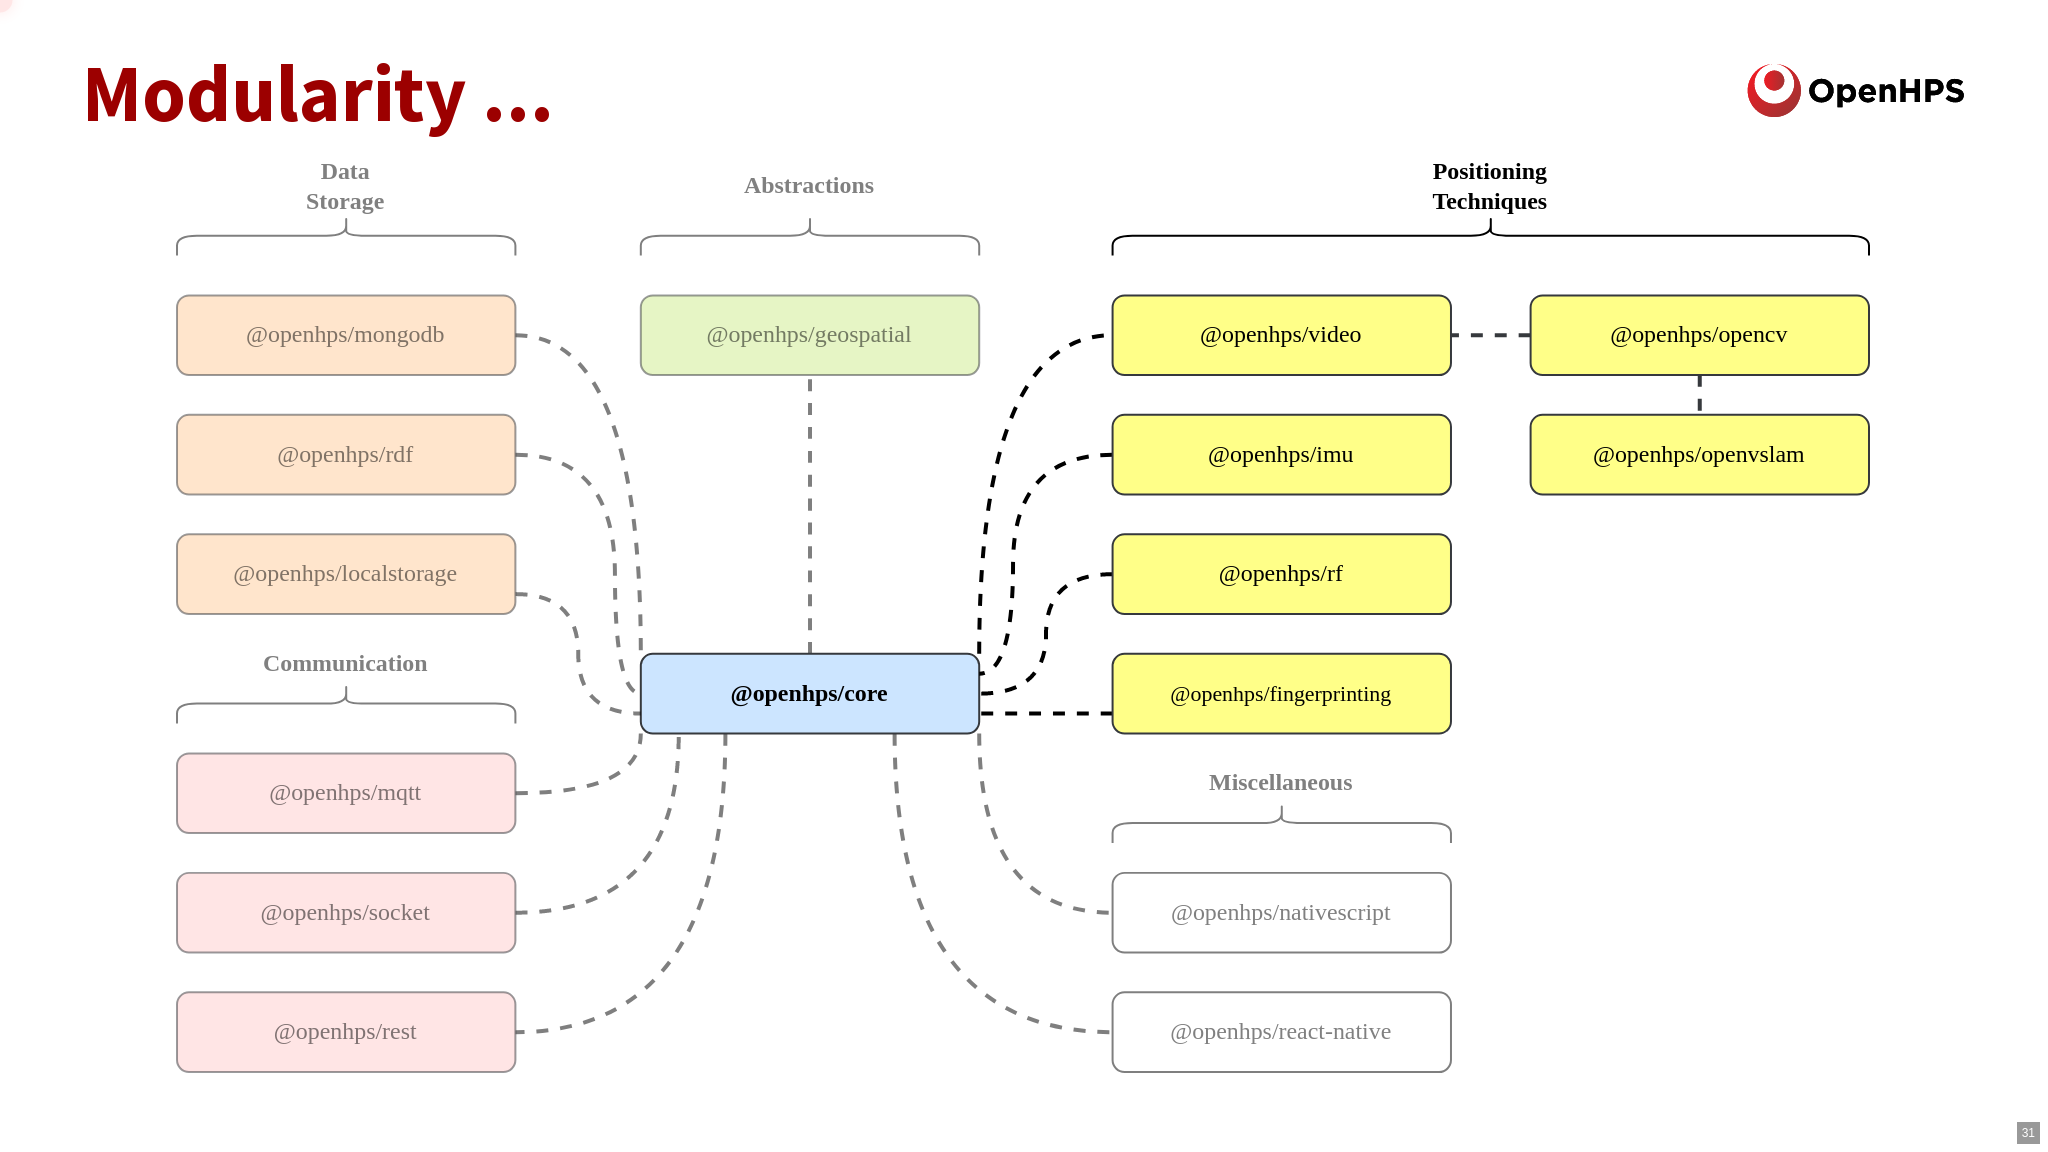 Modularity ...
OpenHPS
Data
Storage
Abstractions
Positioning
Techniques
@openhps/mongodb
@openhps/geospatial
@openhps/video
@openhps/opencv
@openhps/rdf
@openhps/imu
@openhps/openvslam
@openhps/localstorage
@openhps/rf
Communication
@openhps/core
@openhps/fingerprinting
@openhps/mqtt
Miscellaneous
@openhps/socket
@openhps/nativescript
@openhps/rest
@openhps/react-native
31